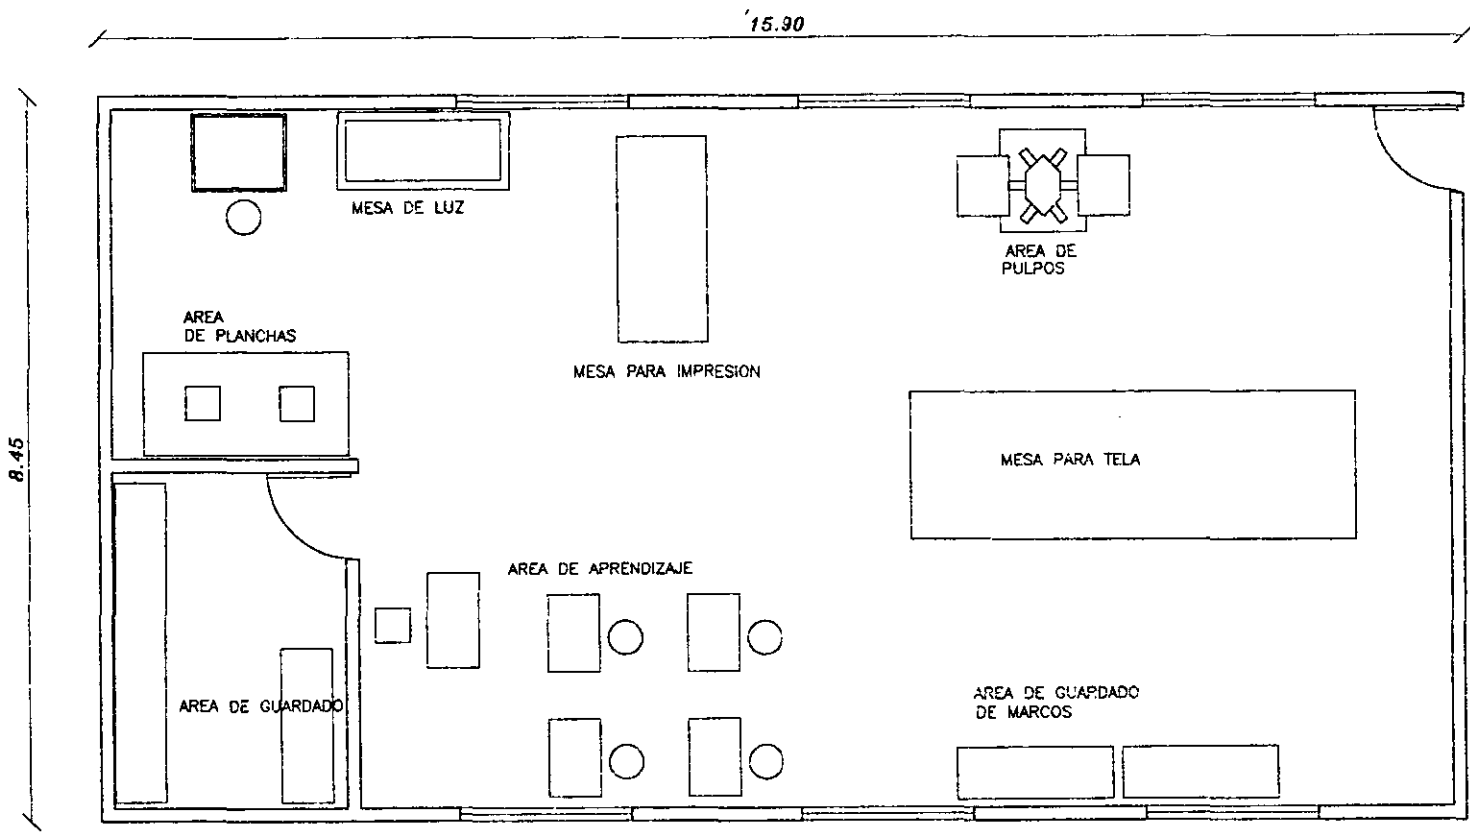 15.90
8.45
MESA DE LUZ
AREA DE
PULPOS
AREA
DE PLANCHAS
MESA PARA IMPRESION
MESA PARA TELA
AREA DE APRENDIZAJE
AREA DE GUARDADO
AREA DE GUARDADO
DE MARCOS